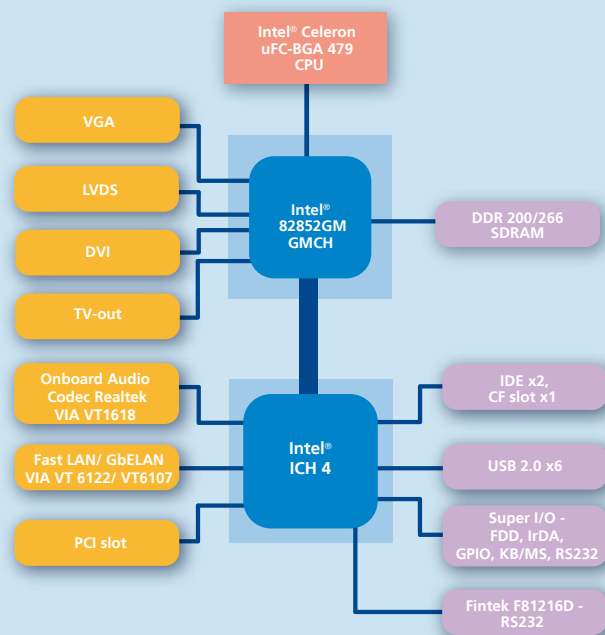 Intel® Celeron
uFC-BGA 479
CPU
VGA
LVDS
DVI
TV-out
Intel®
82852GM
GMCH
DDR 200/266
SDRAM
Onboard Audio
Codec Realtek
VIA VT1618
Fast LAN/ GbELAN
VIA VT 6122/ VT6107
PCI slot
Intel®
ICH 4
IDE x2,
CF slot x1
USB 2.0 x6
Super I/O -
FDD, IrDA,
GPIO, KB/MS, RS232
Fintek F81216D -
RS232